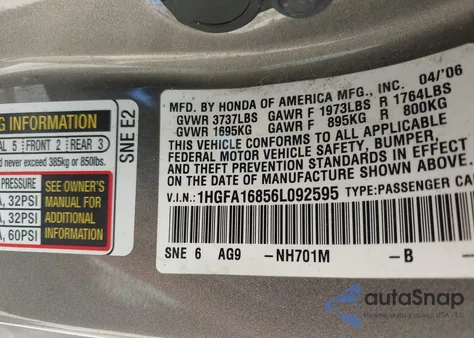 G INFORMATION
AL 5 FRONT 2 REAR 3
d never exceed 385kg or 850lbs.
PRESSURE
A, 32PSI
A, 32PSI
A, 60PSI
SEE OWNER'S
MANUAL FOR
ADDITIONAL
INFORMATION
SNE E2
MFD. BY HONDA OF AMERICA MFG., INC. 04/'06
GVWR 3737LBS GAWR F 1973LBS R 1764LBS
GVWR 1695KG GAWR F 895KG R 800KG
THIS VEHICLE CONFORMS TO ALL APPLICABLE
FEDERAL MOTOR VEHICLE SAFETY, BUMPER,
AND THEFT PREVENTION STANDARDS IN EFFECT
ON THE DATE OF MANUFACTURE SHOWN ABOVE.
V.I.N.: 1HGFA16856L092595 TYPE: PASSENGER CA
SNE 6 AG9 -NH701M -B -
autoSnap